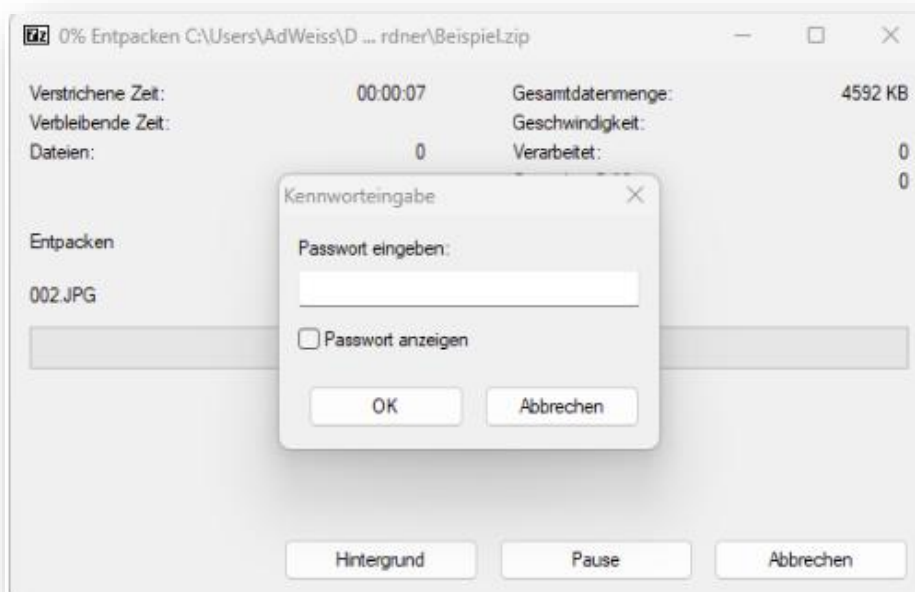 7z 0% Entpacken C:\Users\AdWeiss\D ... rdner\Beispiel.zip
Verstrichene Zeit: 00:00:07 Gesamtdatenmenge: 4592 KB
Verbleibende Zeit: Geschwindigkeit:
Dateien: 0 Verarbeitet: 0
0
Kennworteingabe
Entpacken
Passwort eingeben:
002.JPG
Passwort anzeigen
OK Abbrechen
Hintergrund Pause Abbrechen